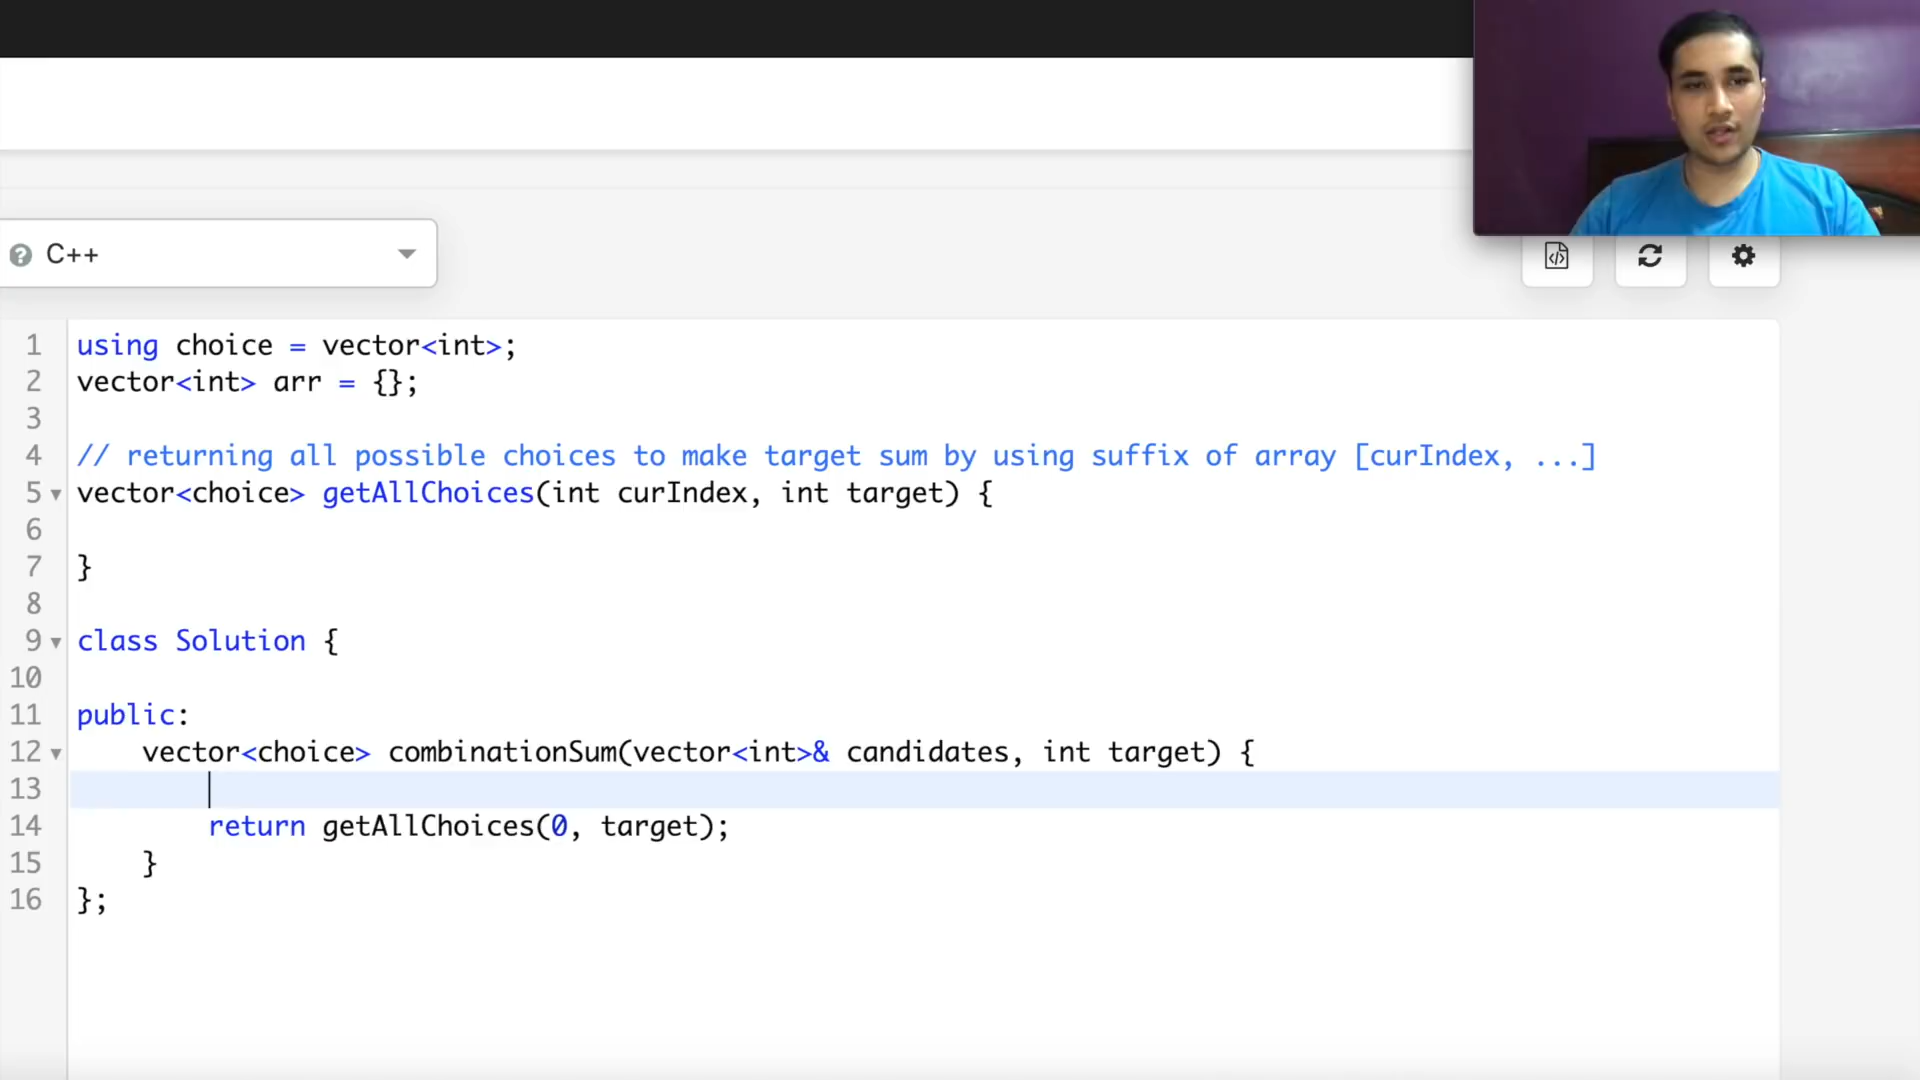 C++
1 using choice = vector<int>;
2 vector<int> arr = {};
3
4 // returning all possible choices to make target sum by using suffix of array [curIndex, ...]
5 vector<choice> getAllChoices(int curIndex, int target) {
6
7 }
8
9 class Solution {
10
11 public:
12 vector<choice> combinationSum(vector<int>& candidates, int target) {
13
14 return getAllChoices(0, target);
15 }
16 };